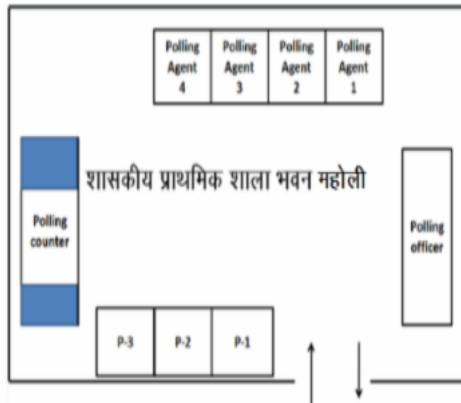 Polling Agent 4
Polling Agent 3
Polling Agent 2
Polling Agent 1
शासकीय प्राथमिक शाला भवन महोली
Polling counter
Polling officer
P-3
P-2
P-1